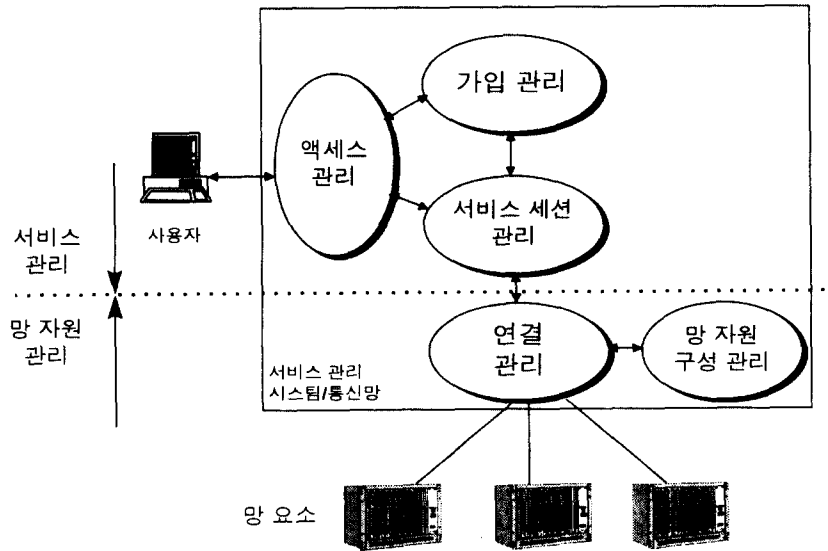 가입 관리
액세스
관리
서비스 세션
관리
사용자
서비스
관리
망 자원
관리
연결
관리
망 자원
구성 관리
서비스 관리
시스팀/통신망
망 요소